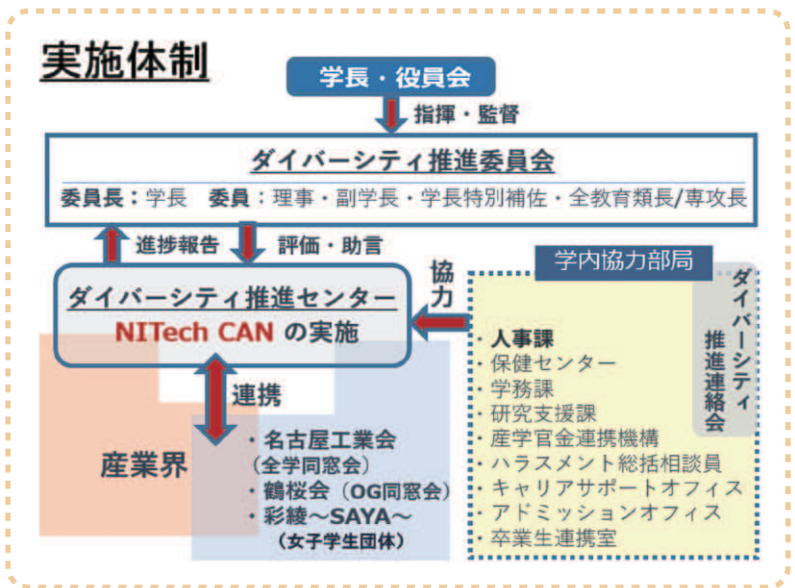 実施体制
学長・役員会
指揮・監督
ダイバーシティ推進委員会
委員長：学長　委員：理事・副学長・学長特別補佐・全教育類長/専攻長
進捗報告
評価・助言
ダイバーシティ推進センター
NITech CAN の実施
協力
学内協力部局
ダイバーシティ
推進連絡会
・人事課
・保健センター
・学務課
・研究支援課
・産学官金連携機構
・ハラスメント総括相談員
・キャリアサポートオフィス
・アドミッションオフィス
・卒業生連携室
連携
産業界
・名古屋工業会
（全学同窓会）
・鶴桜会（OG同窓会）
・彩綾～SAYA～
（女子学生団体）